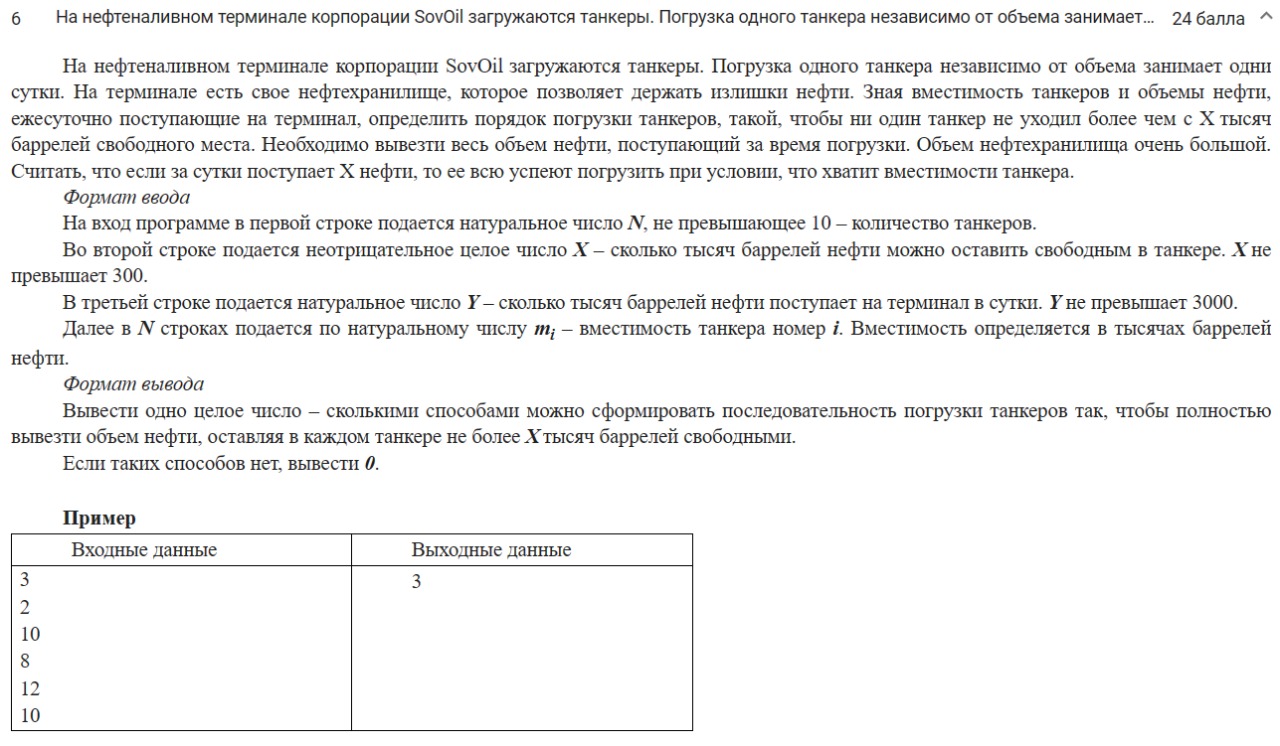 6 На нефтеналивном терминале корпорации SovOil загружаются танкеры. Погрузка одного танкера независимо от объема занимает... 24 балла
На нефтеналивном терминале корпорации SovOil загружаются танкеры. Погрузка одного танкера независимо от объема занимает одни
сутки. На терминале есть свое нефтехранилище, которое позволяет держать излишки нефти. Зная вместимость танкеров и объемы нефти,
ежесуточно поступающие на терминал, определить порядок погрузки танкеров, такой, чтобы ни один танкер не уходил более чем с X тысяч
баррелей свободного места. Необходимо вывезти весь объем нефти, поступающий за время погрузки. Объем нефтехранилища очень большой.
Считать, что если за сутки поступает X нефти, то ее всю успеют погрузить при условии, что хватит вместимости танкера.
Формат ввода
На вход программе в первой строке подается натуральное число N, не превышающее 10 – количество танкеров.
Во второй строке подается неотрицательное целое число X – сколько тысяч баррелей нефти можно оставить свободным в танкере. X не
превышает 300.
В третьей строке подается натуральное число Y – сколько тысяч баррелей нефти поступает на терминал в сутки. Y не превышает 3000.
Далее в N строках подается по натуральному числу mi – вместимость танкера номер i. Вместимость определяется в тысячах баррелей
нефти.
Формат вывода
Вывести одно целое число – сколькими способами можно сформировать последовательность погрузки танкеров так, чтобы полностью
вывезти объем нефти, оставляя в каждом танкере не более X тысяч баррелей свободными.
Если таких способов нет, вывести 0.
Пример
Входные данные Выходные данные
3 3
2
10
8
12
10